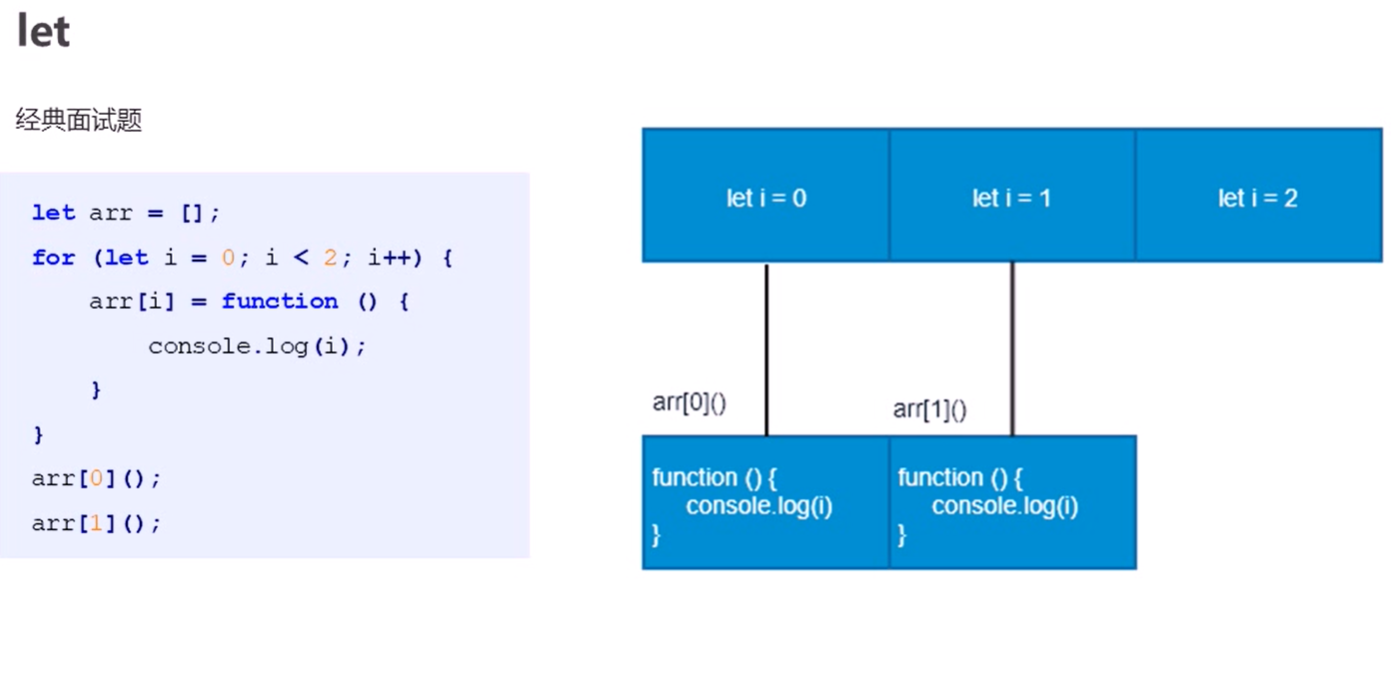 let
经典面试题
let arr = [];
for (let i = 0; i < 2; i++) {
    arr[i] = function () {
        console.log(i);
    }
}
arr[0]();
arr[1]();
let i = 0
let i = 1
let i = 2
arr[0]()
arr[1]()
function () {
    console.log(i)
}
function () {
    console.log(i)
}